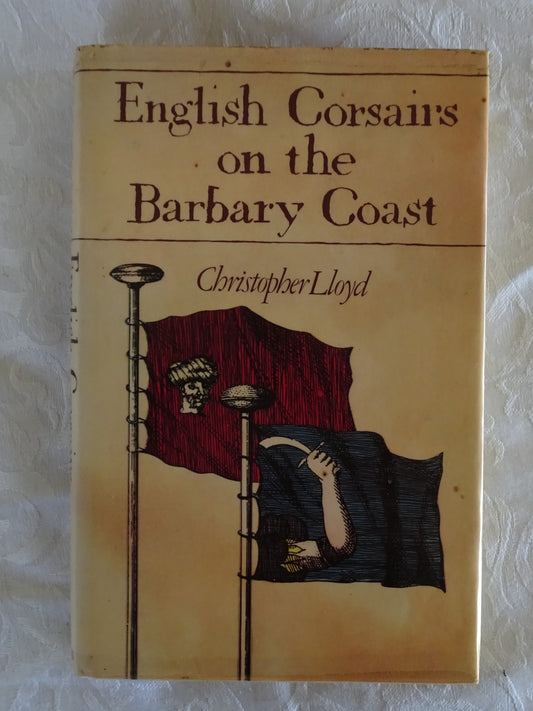 English Corsairs
on the
Barbary Coast
Christopher Lloyd